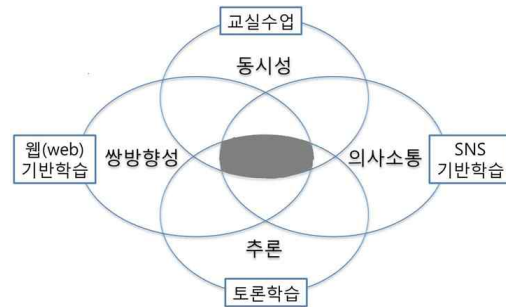 교실수업
동시성
웹(web)
기반학습
쌍방향성
의사소통
SNS
기반학습
추론
토론학습